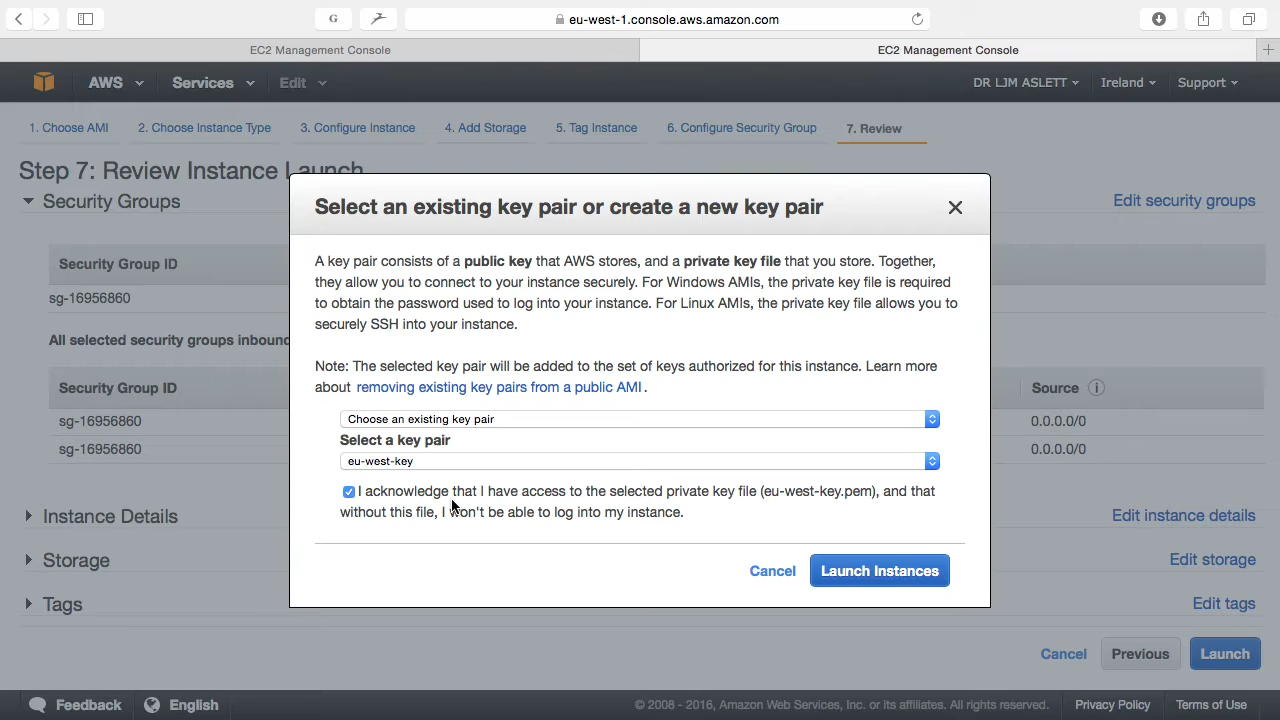 G
eu-west-1.console.aws.amazon.com
EC2 Management Console
EC2 Management Console
AWS Services Edit DR LJM ASLETT Ireland Support
1. Choose AMI 2. Choose Instance Type 3. Configure Instance 4. Add Storage 5. Tag Instance 6. Configure Security Group 7. Review
Step 7: Review Instance Launch
Security Groups Edit security groups
Security Group ID
sg-16956860
All selected security groups inbound
Security Group ID Source i
sg-16956860 0.0.0.0/0
sg-16956860 0.0.0.0/0
Instance Details Edit instance details
Storage Edit storage
Tags Edit tags
Select an existing key pair or create a new key pair
A key pair consists of a public key that AWS stores, and a private key file that you store. Together,
they allow you to connect to your instance securely. For Windows AMIs, the private key file is required
to obtain the password used to log into your instance. For Linux AMIs, the private key file allows you to
securely SSH into your instance.
Note: The selected key pair will be added to the set of keys authorized for this instance. Learn more
about removing existing key pairs from a public AMI .
Choose an existing key pair
Select a key pair
eu-west-key
I acknowledge that I have access to the selected private key file (eu-west-key.pem), and that
without this file, I won't be able to log into my instance.
Cancel Launch Instances
Cancel Previous Launch
Feedback English © 2008 - 2016, Amazon Web Services, Inc. or its affiliates. All rights reserved. Privacy Policy Terms of Use